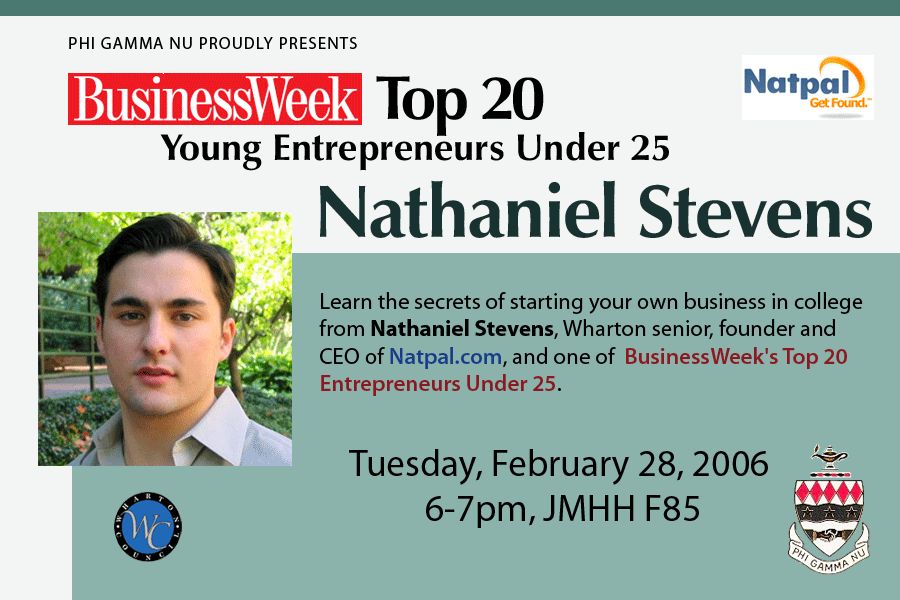 PHI GAMMA NU PROUDLY PRESENTS
BusinessWeek Top 20
Natpal
Get Found.™
Young Entrepreneurs Under 25
Nathaniel Stevens
Learn the secrets of starting your own business in college
from Nathaniel Stevens, Wharton senior, founder and
CEO of Natpal.com, and one of BusinessWeek's Top 20
Entrepreneurs Under 25.
Tuesday, February 28, 2006
6-7pm, JMHH F85
WHARTON
WC
COUNCIL
PHI GAMMA NU